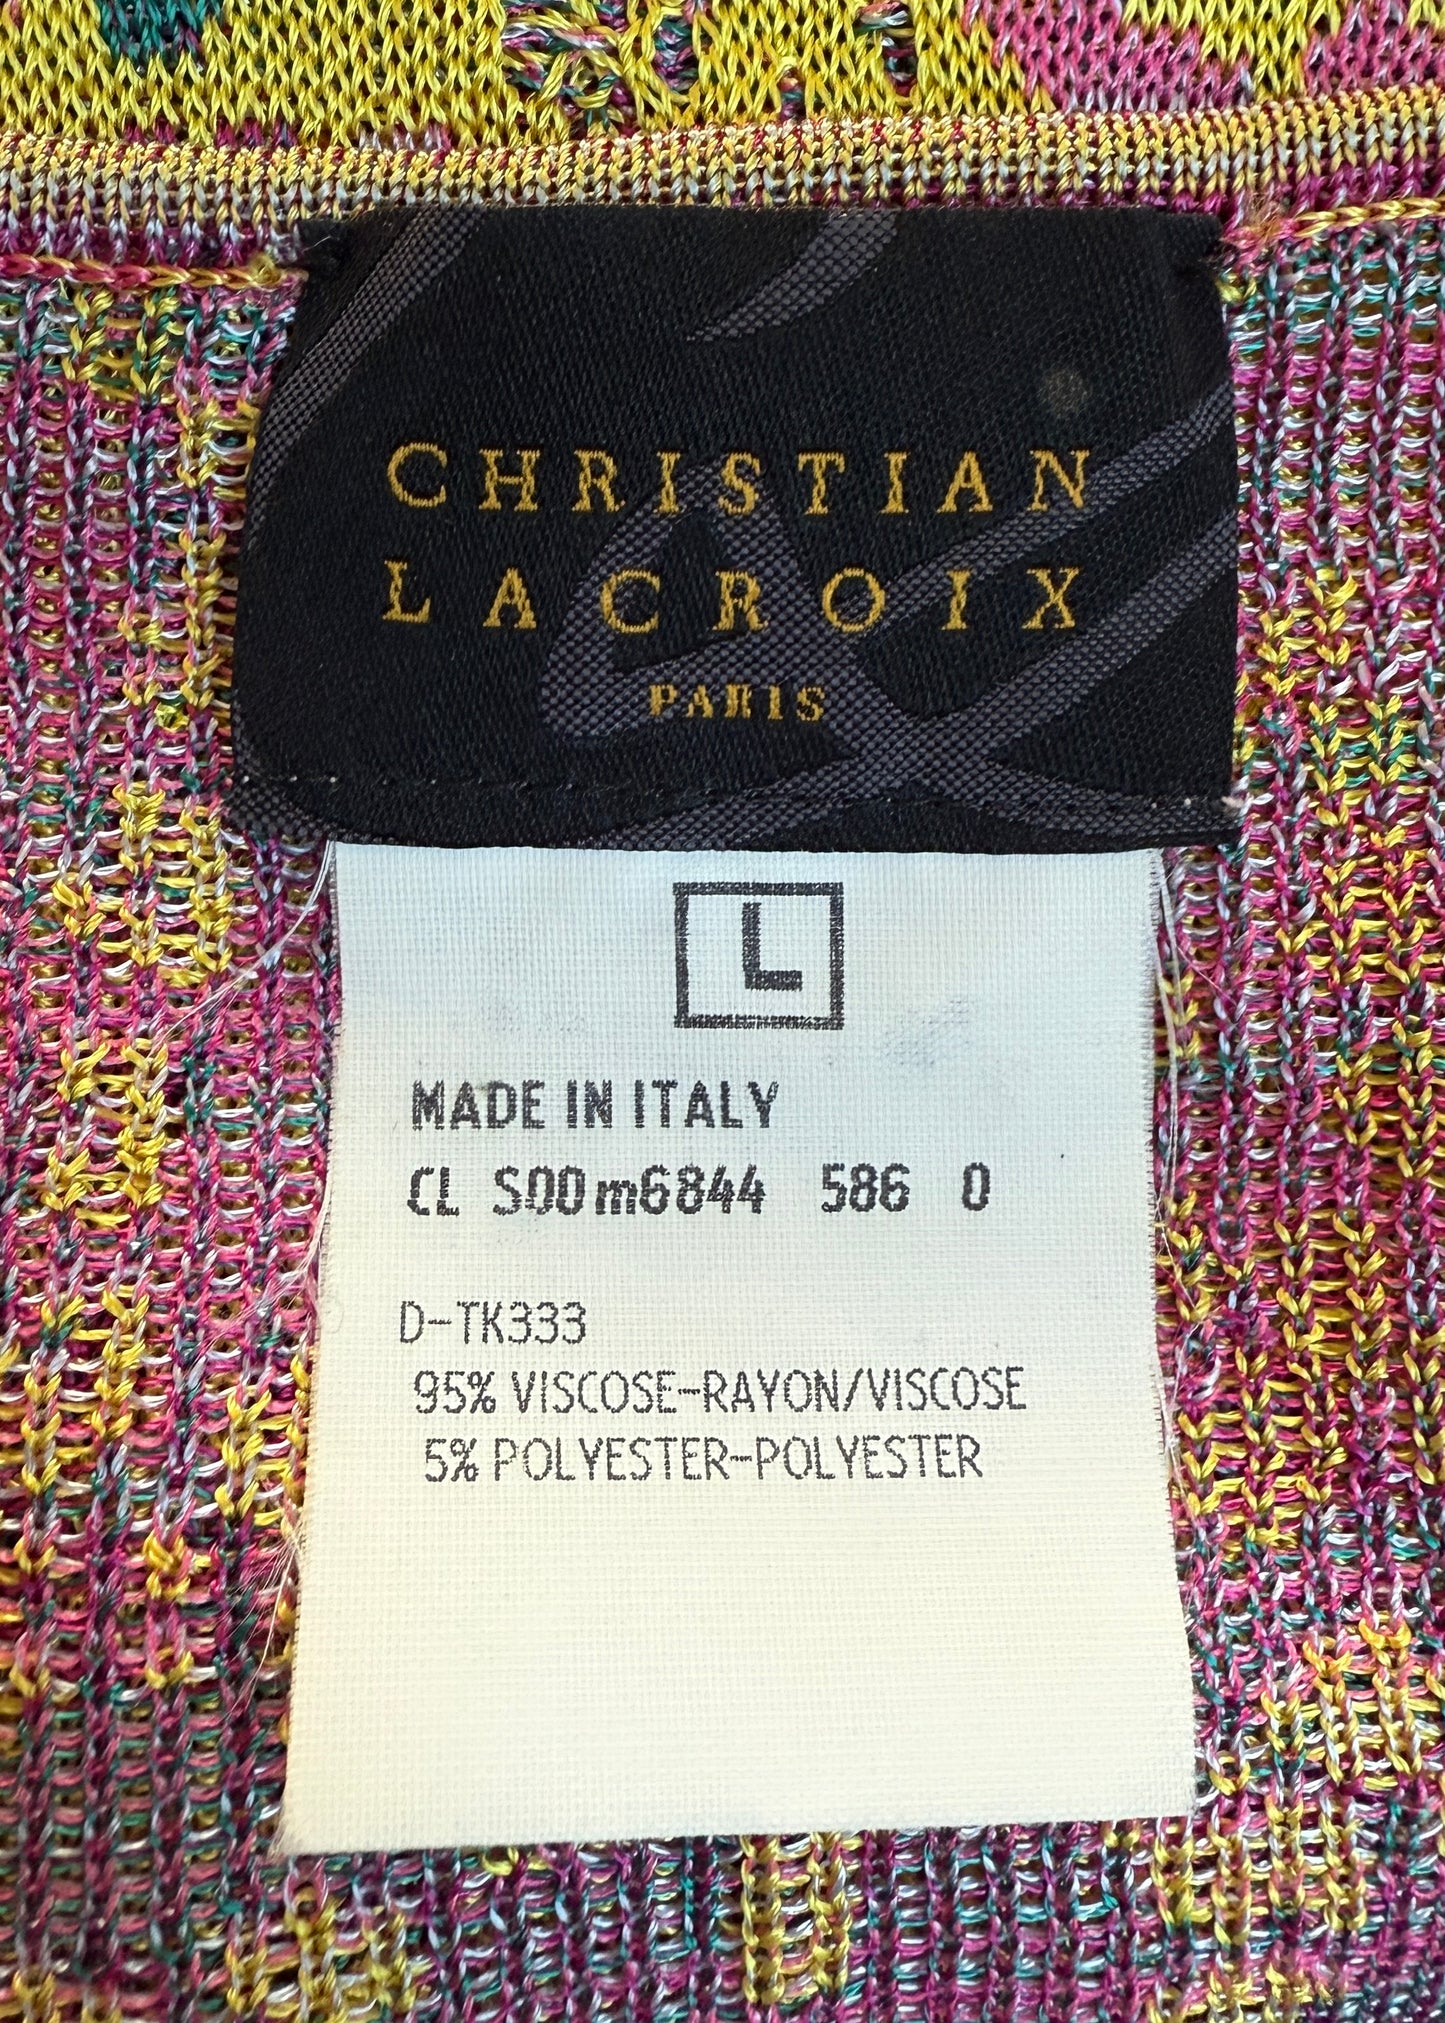 CHRISTIAN
LACROIX
PARIS
L
MADE IN ITALY
CL S00m6844 586 0
D-TK333
95% VISCOSE-RAYON/VISCOSE
5% POLYESTER-POLYESTER